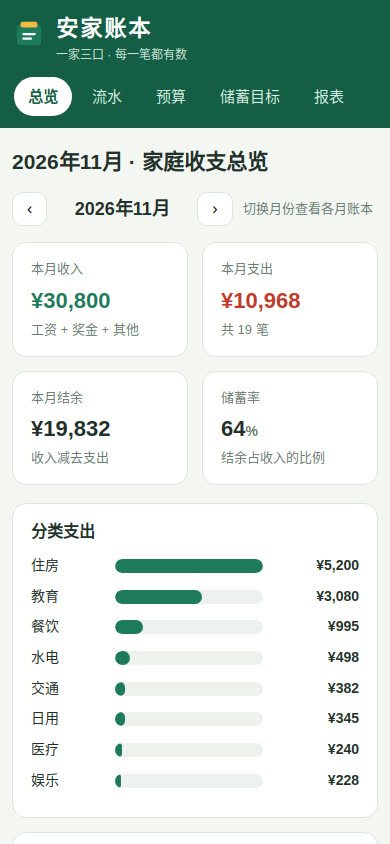 安家账本
一家三口 · 每一笔都有数
总览 流水 预算 储蓄目标 报表
2026年11月 · 家庭收支总览
‹ 2026年11月 › 切换月份查看各月账本
本月收入
¥30,800
工资 + 奖金 + 其他
本月支出
¥10,968
共 19 笔
本月结余
¥19,832
收入减去支出
储蓄率
64%
结余占收入的比例
分类支出
住房 ¥5,200
教育 ¥3,080
餐饮 ¥995
水电 ¥498
交通 ¥382
日用 ¥345
医疗 ¥240
娱乐 ¥228